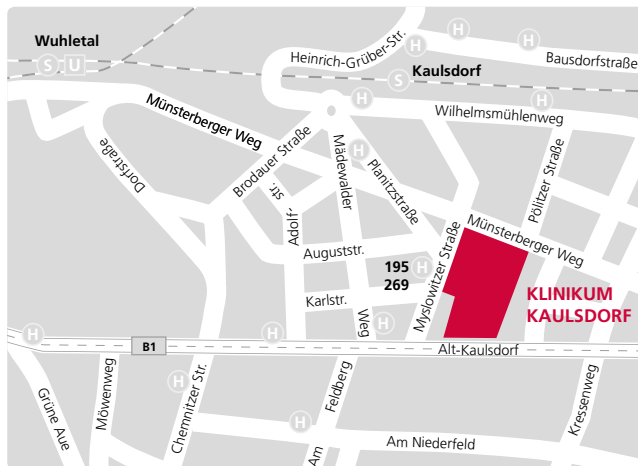 Wuhletal
S U
Heinrich-Grüber-Str.
H
H
H
Bausdorfstraße
S
Kaulsdorf
H
H
Wilhelmsmühlenweg
Münsterberger Weg
Dorfstraße
Brodauer Straße
Mädewalder
Weg
H
Planitzstraße
Pölitzer Straße
Adolf-
str.
Münsterberger Weg
Auguststr.
195
269
H
Myslowitzer Straße
Karlstr.
KLINIKUM
KAULSDORF
H
H
H
B1
Alt-Kaulsdorf
Grüne Aue
Möwenweg
H
Chemnitzer Str.
H
Am Feldberg
Am Niederfeld
Kressenweg